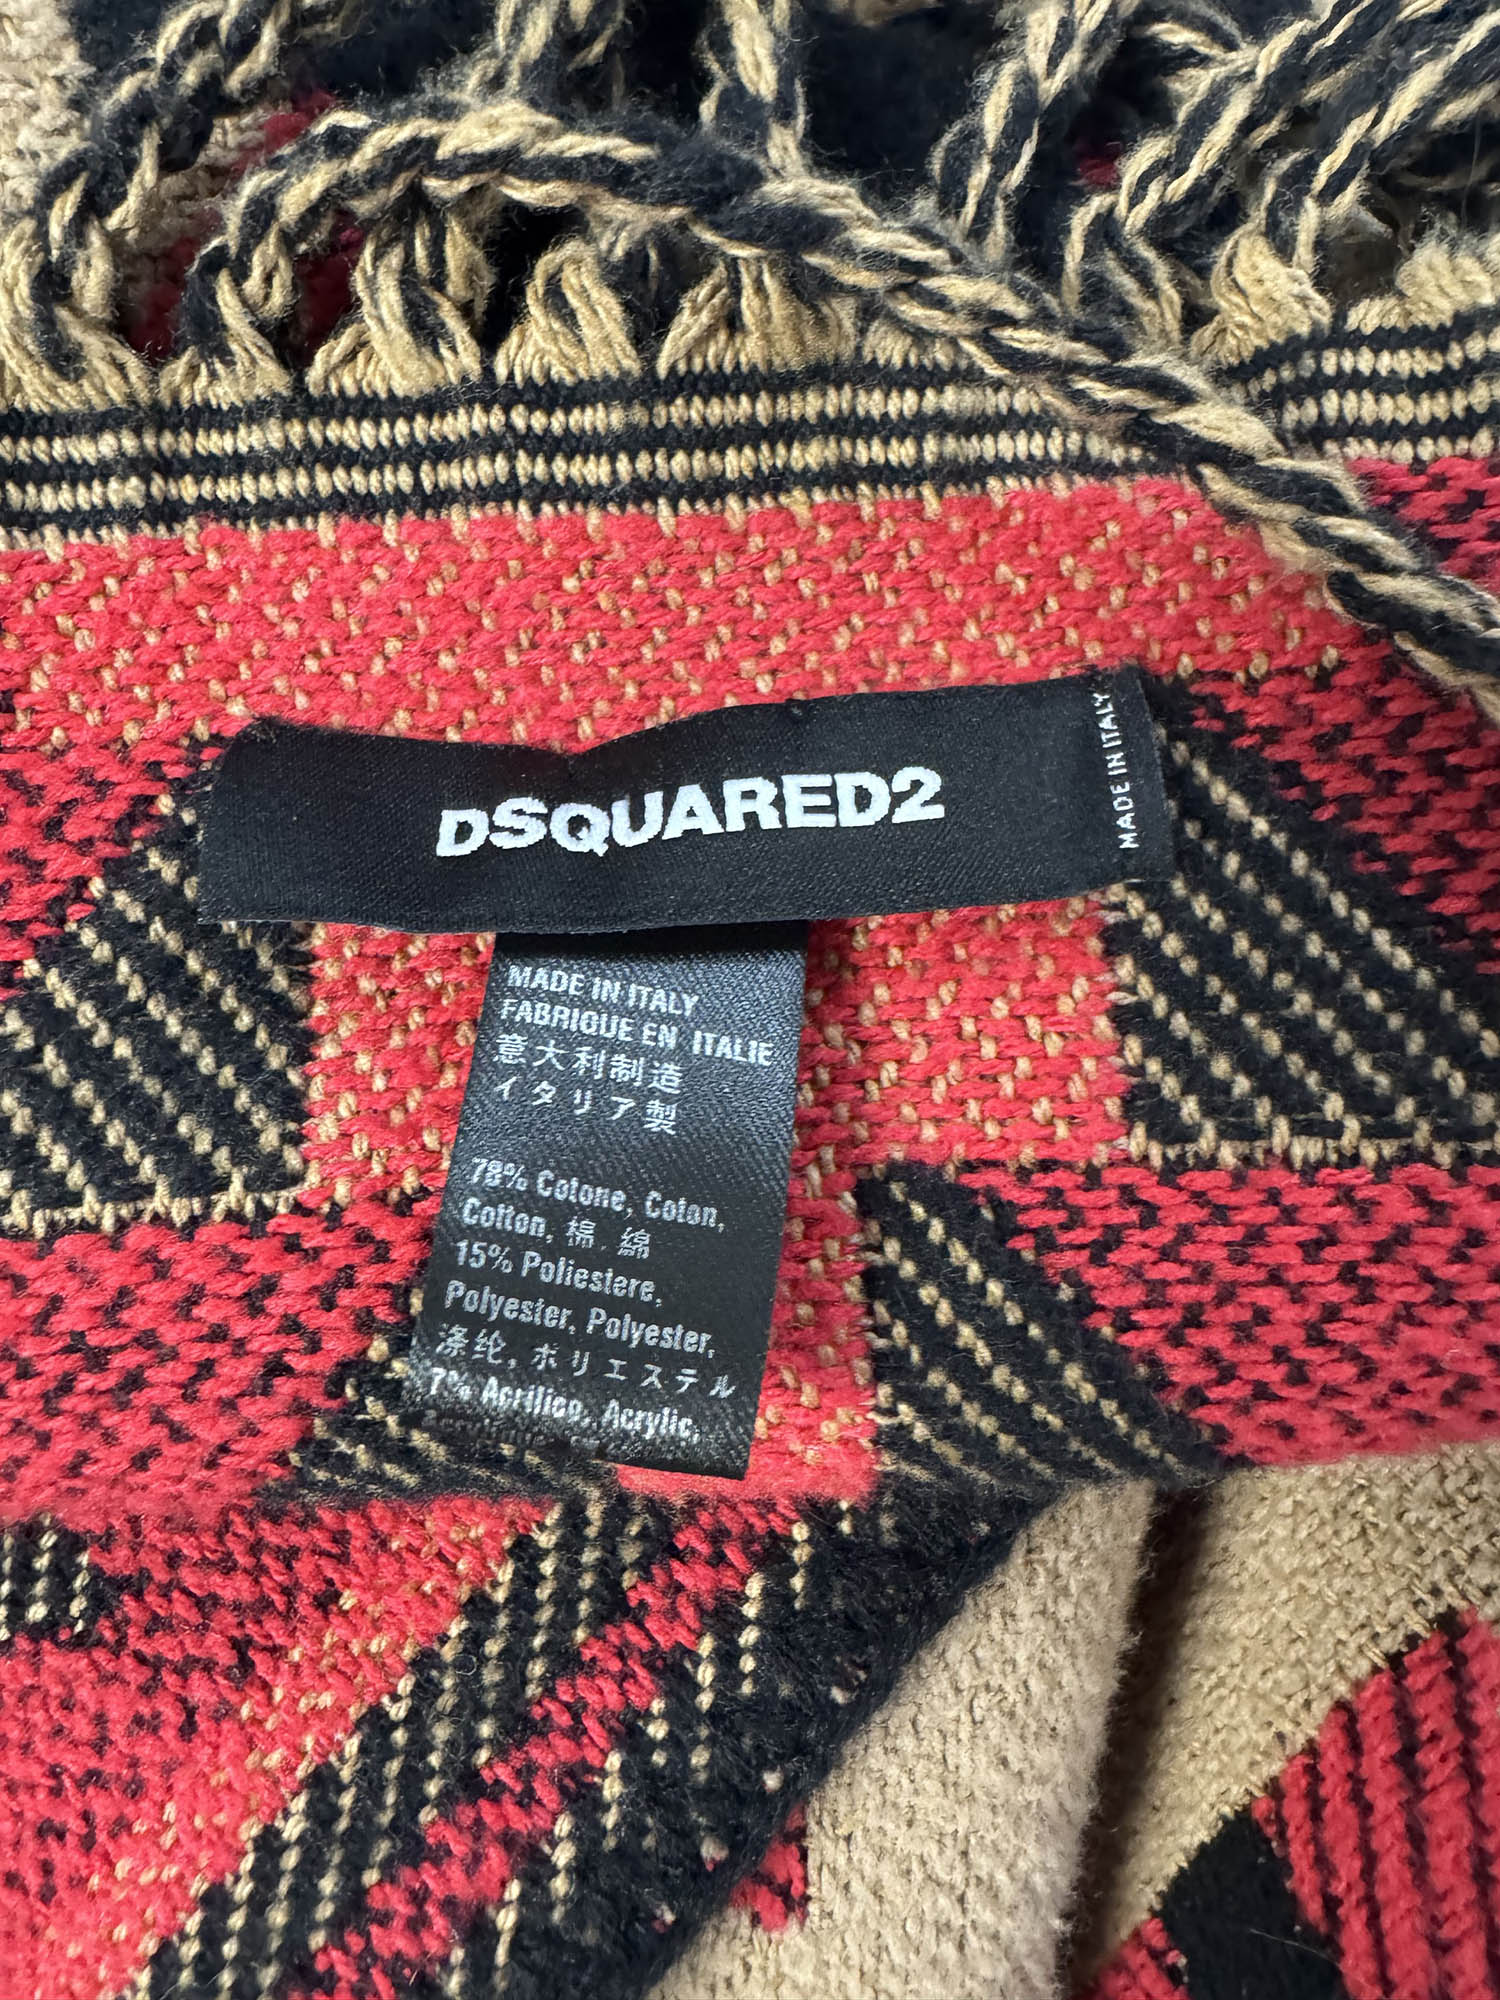 DSQUARED2
MADE IN ITALY
MADE IN ITALY
FABRIQUE EN ITALIE
意大利制造
イタリア製
78% Cotone, Coton,
Cotton, 棉, 綿
15% Poliestere,
Polyester, Polyester,
涤纶, ポリエステル
7% Acrilico, Acrylic,